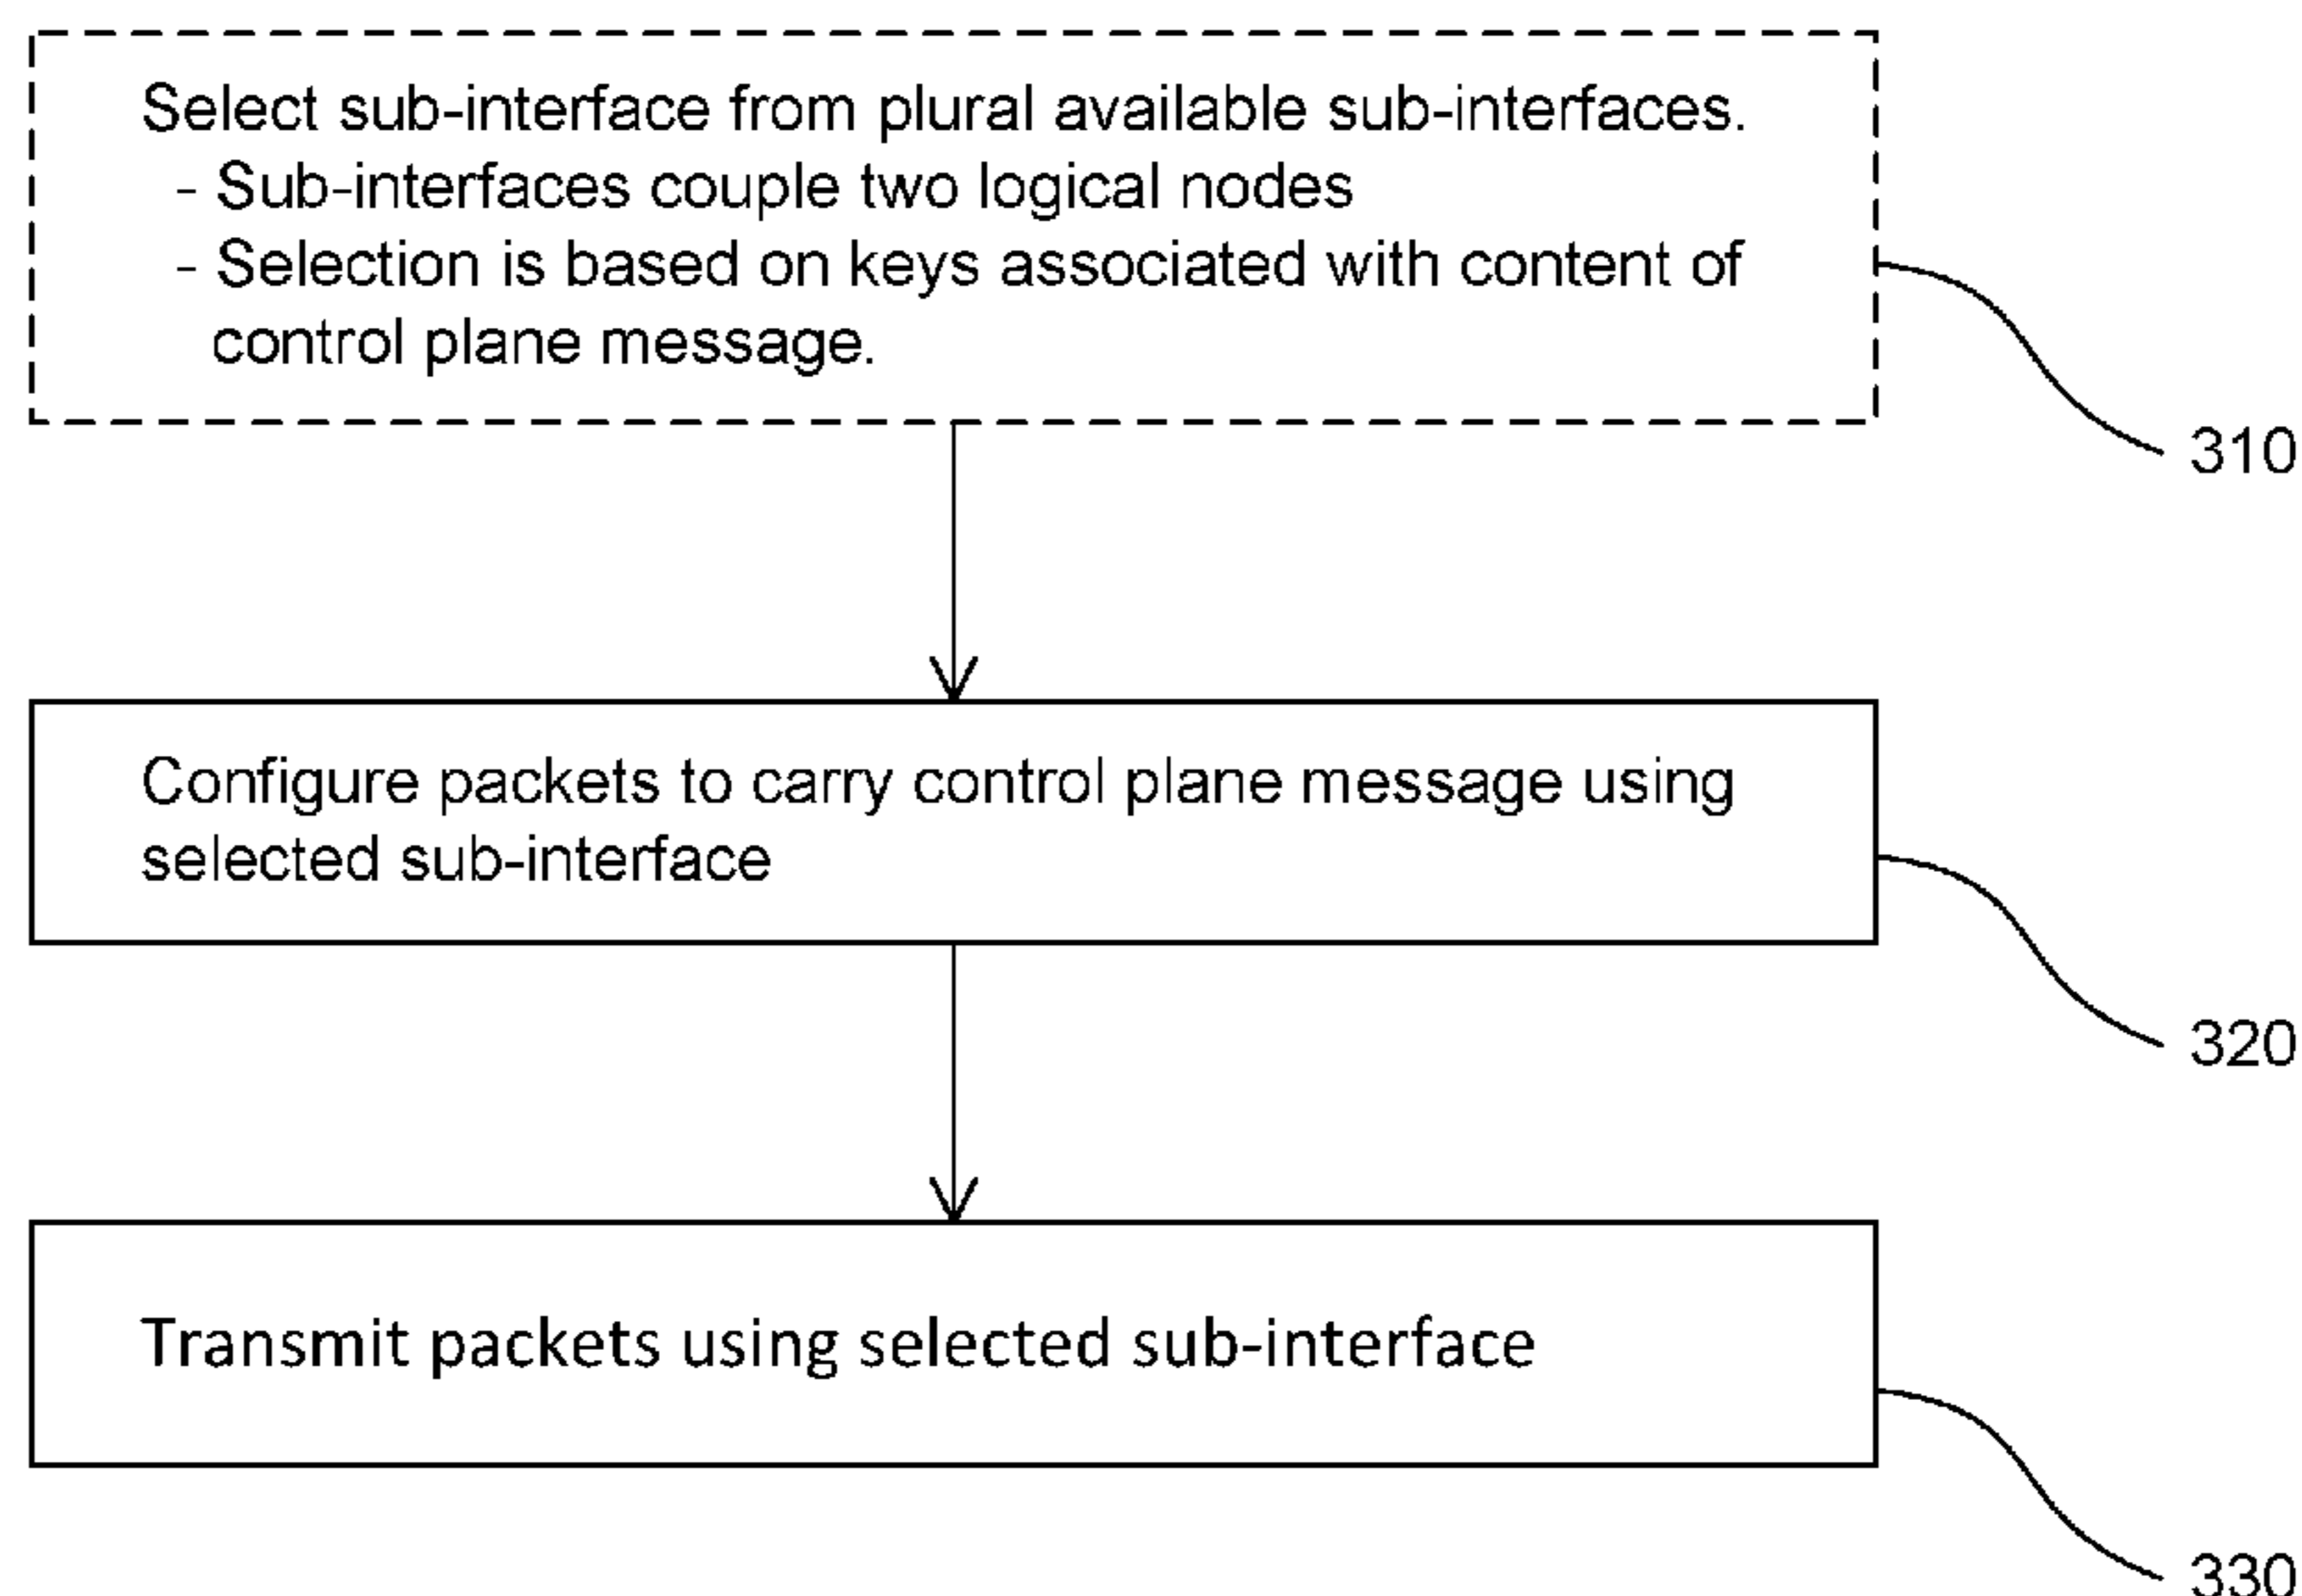 Select sub-interface from plural available sub-interfaces.
- Sub-interfaces couple two logical nodes
- Selection is based on keys associated with content of
control plane message.
310
Configure packets to carry control plane message using
selected sub-interface
320
Transmit packets using selected sub-interface
330